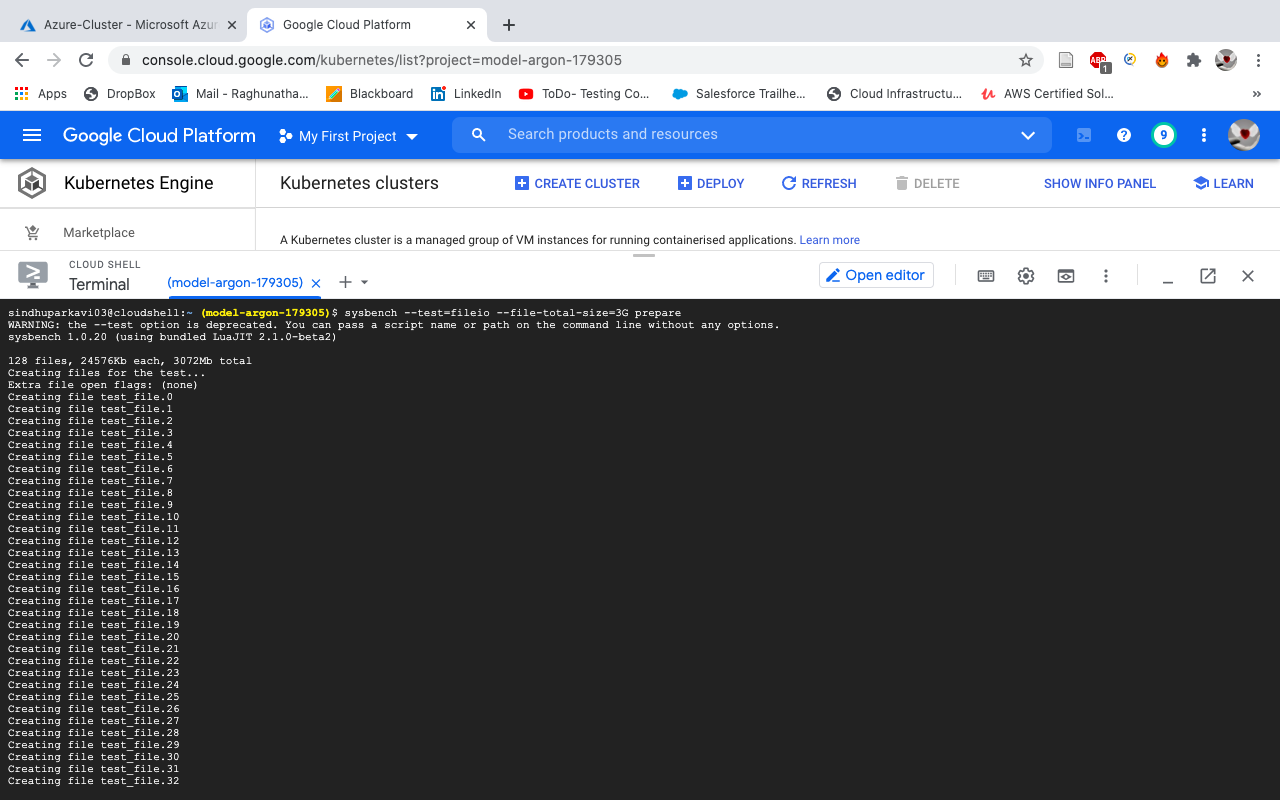 Azure-Cluster - Microsoft Azur
Google Cloud Platform
console.cloud.google.com/kubernetes/list?project=model-argon-179305
ABP
1
Apps
DropBox
Mail - Raghunatha...
Blackboard
LinkedIn
ToDo- Testing Co...
Salesforce Trailhe...
Cloud Infrastructu...
AWS Certified Sol...
»
Google Cloud Platform
My First Project
Search products and resources
9
Kubernetes Engine
Kubernetes clusters
CREATE CLUSTER
DEPLOY
REFRESH
DELETE
SHOW INFO PANEL
LEARN
Marketplace
A Kubernetes cluster is a managed group of VM instances for running containerised applications. Learn more
CLOUD SHELL
Terminal
(model-argon-179305)
Open editor
sindhuparkavi03@cloudshell:~ (model-argon-179305)$ sysbench --test=fileio --file-total-size=3G prepare
WARNING: the --test option is deprecated. You can pass a script name or path on the command line without any options.
sysbench 1.0.20 (using bundled LuaJIT 2.1.0-beta2)
128 files, 24576Kb each, 3072Mb total
Creating files for the test...
Extra file open flags: (none)
Creating file test_file.0
Creating file test_file.1
Creating file test_file.2
Creating file test_file.3
Creating file test_file.4
Creating file test_file.5
Creating file test_file.6
Creating file test_file.7
Creating file test_file.8
Creating file test_file.9
Creating file test_file.10
Creating file test_file.11
Creating file test_file.12
Creating file test_file.13
Creating file test_file.14
Creating file test_file.15
Creating file test_file.16
Creating file test_file.17
Creating file test_file.18
Creating file test_file.19
Creating file test_file.20
Creating file test_file.21
Creating file test_file.22
Creating file test_file.23
Creating file test_file.24
Creating file test_file.25
Creating file test_file.26
Creating file test_file.27
Creating file test_file.28
Creating file test_file.29
Creating file test_file.30
Creating file test_file.31
Creating file test_file.32